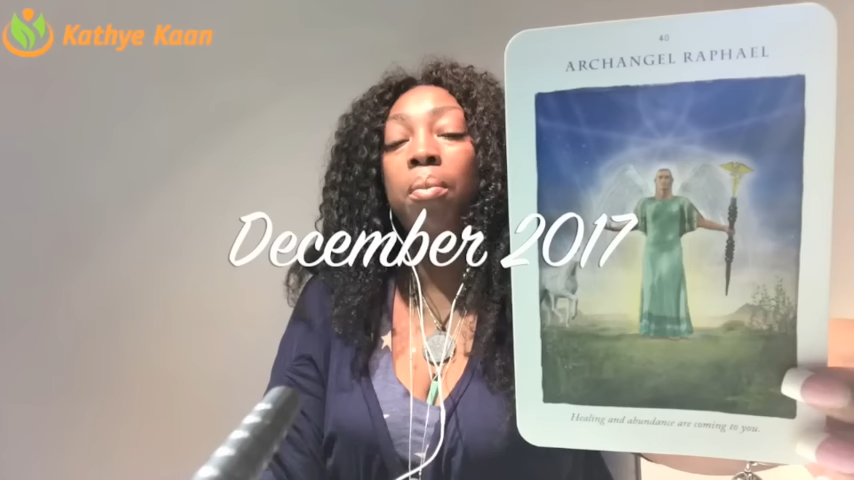 Kathye Kaan
40
ARCHANGEL RAPHAEL
December 2017
Healing and abundance are coming to you.